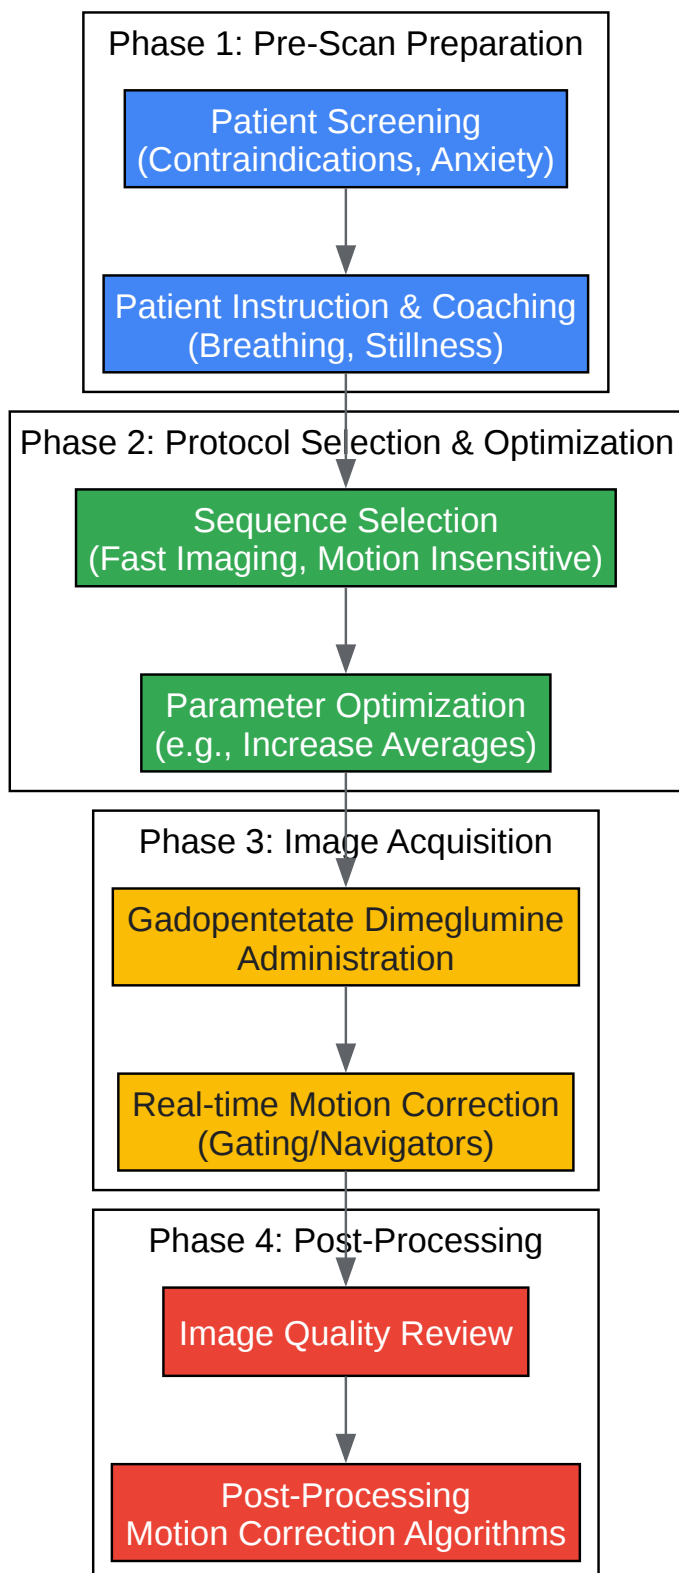 Phase 1: Pre-Scan Preparation
Patient Screening
(Contraindications, Anxiety)
Patient Instruction & Coaching
(Breathing, Stillness)
Phase 2: Protocol Selection & Optimization
Sequence Selection
(Fast Imaging, Motion Insensitive)
Parameter Optimization
(e.g., Increase Averages)
Phase 3: Image Acquisition
Gadopentetate Dimeglumine
Administration
Real-time Motion Correction
(Gating/Navigators)
Phase 4: Post-Processing
Image Quality Review
Post-Processing
Motion Correction Algorithms